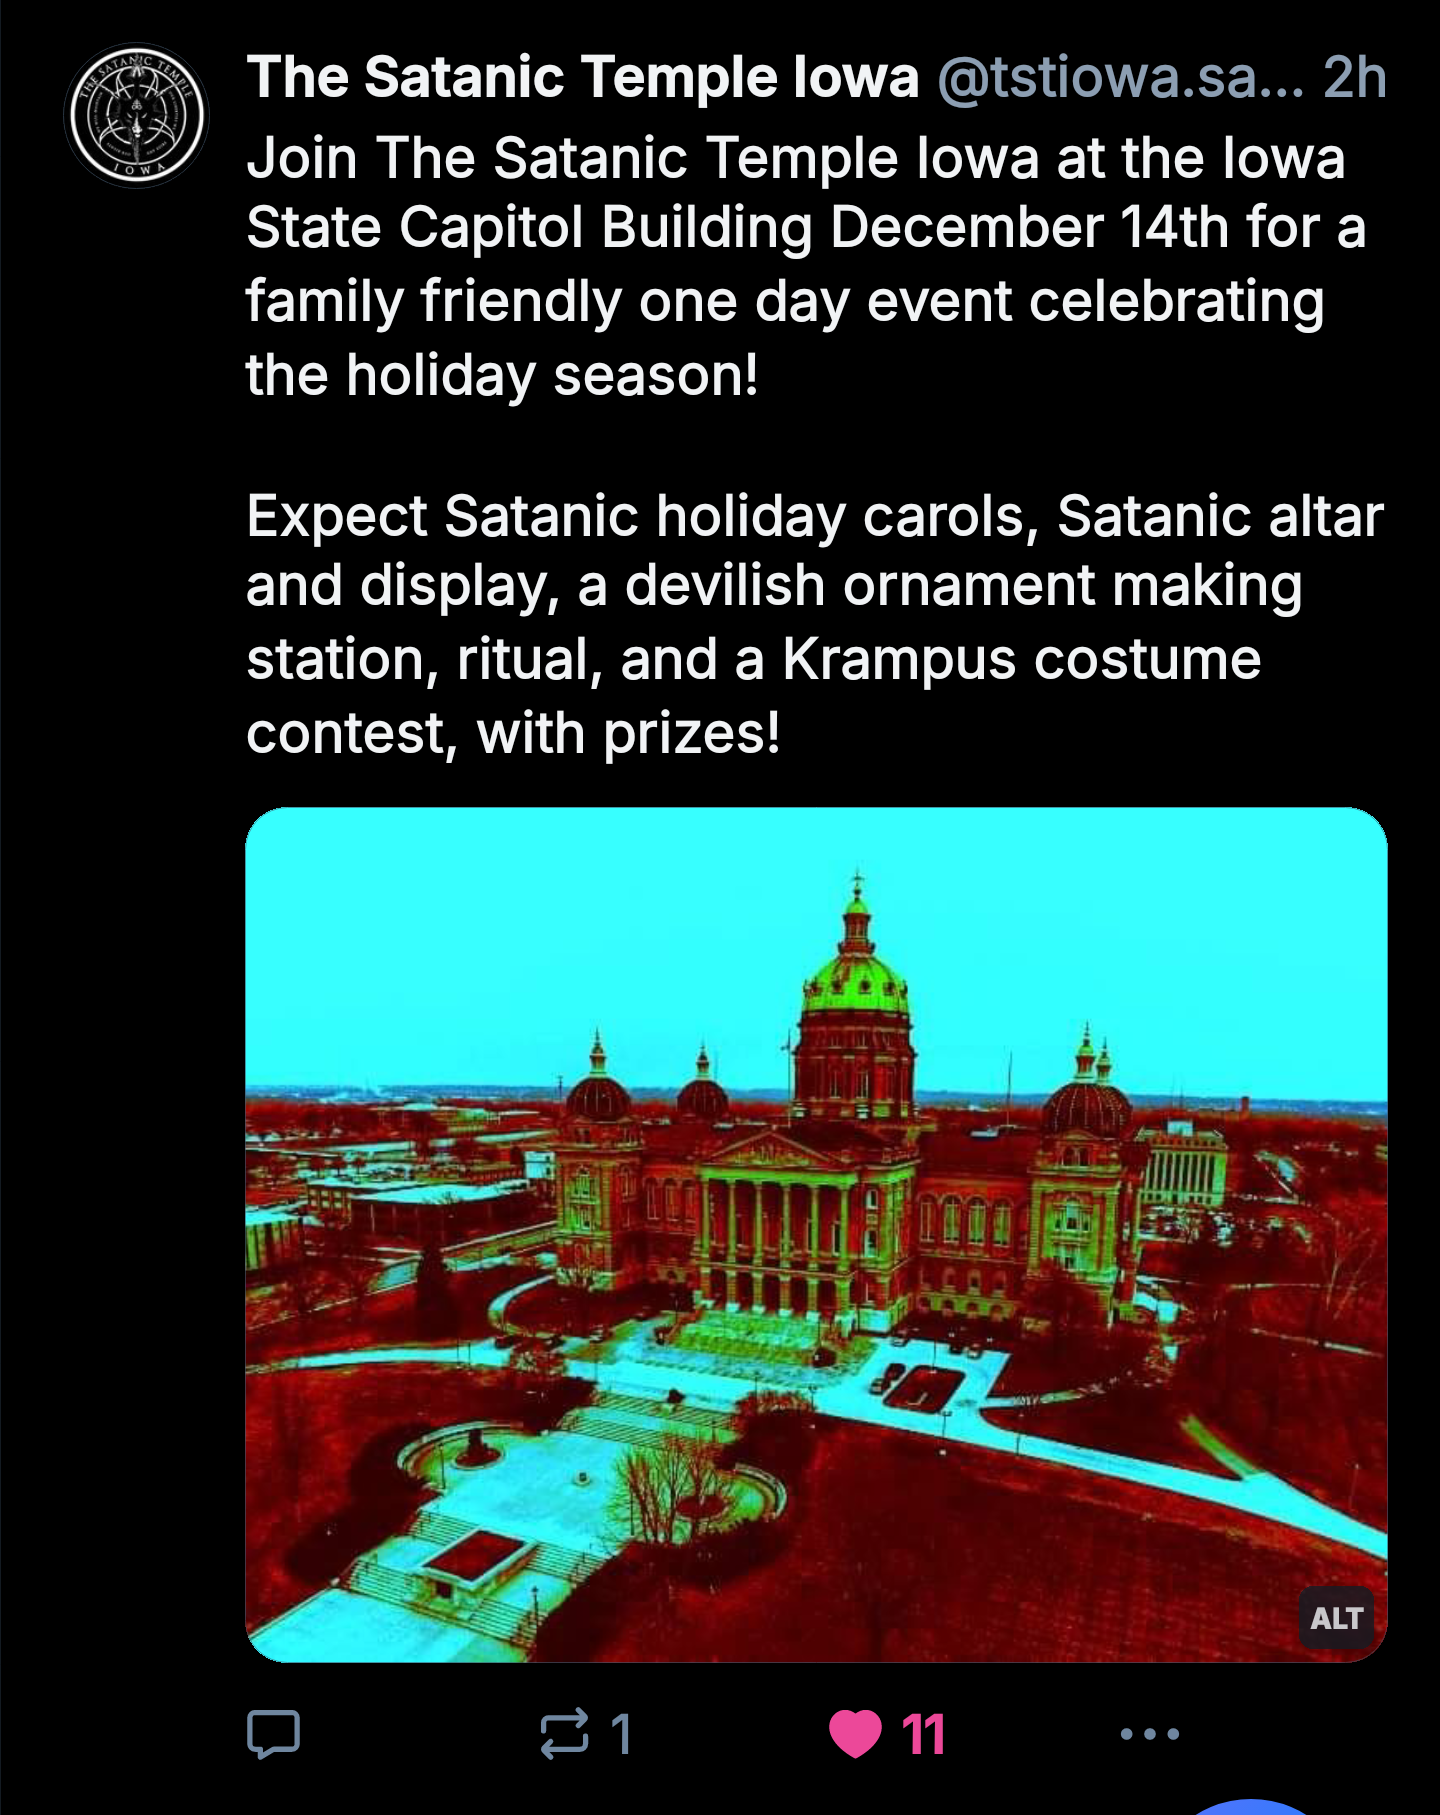 The Satanic Temple Iowa @tstiowa.sa... 2h
Join The Satanic Temple Iowa at the Iowa
State Capitol Building December 14th for a
family friendly one day event celebrating
the holiday season!
Expect Satanic holiday carols, Satanic altar
and display, a devilish ornament making
station, ritual, and a Krampus costume
contest, with prizes!
THE SATANIC TEMPLE
IOWA
ALT
1
11